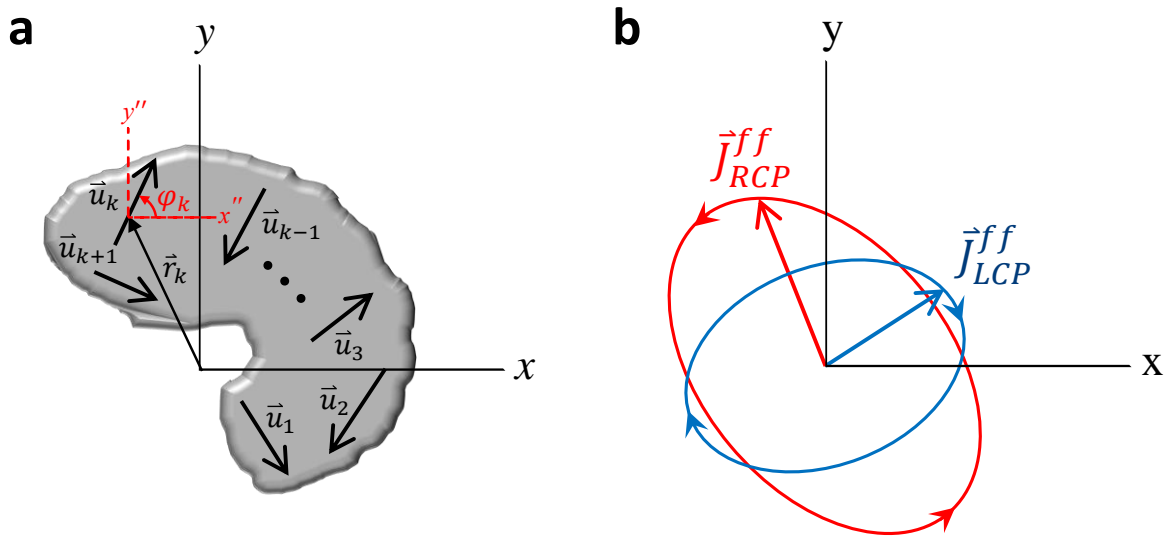 a
y
y''
u⃗_k
φ_k
x''
u⃗_{k-1}
u⃗_{k+1}
r⃗_k
u⃗_3
x
u⃗_1
u⃗_2
b
y
J⃗_{RCP}^{ff}
J⃗_{LCP}^{ff}
x